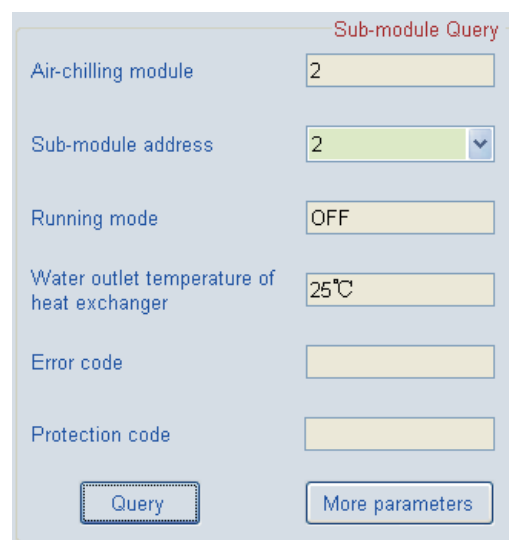 Sub-module Query
Air-chilling module 2
Sub-module address 2
Running mode OFF
Water outlet temperature of
heat exchanger 25℃
Error code
Protection code
Query More parameters